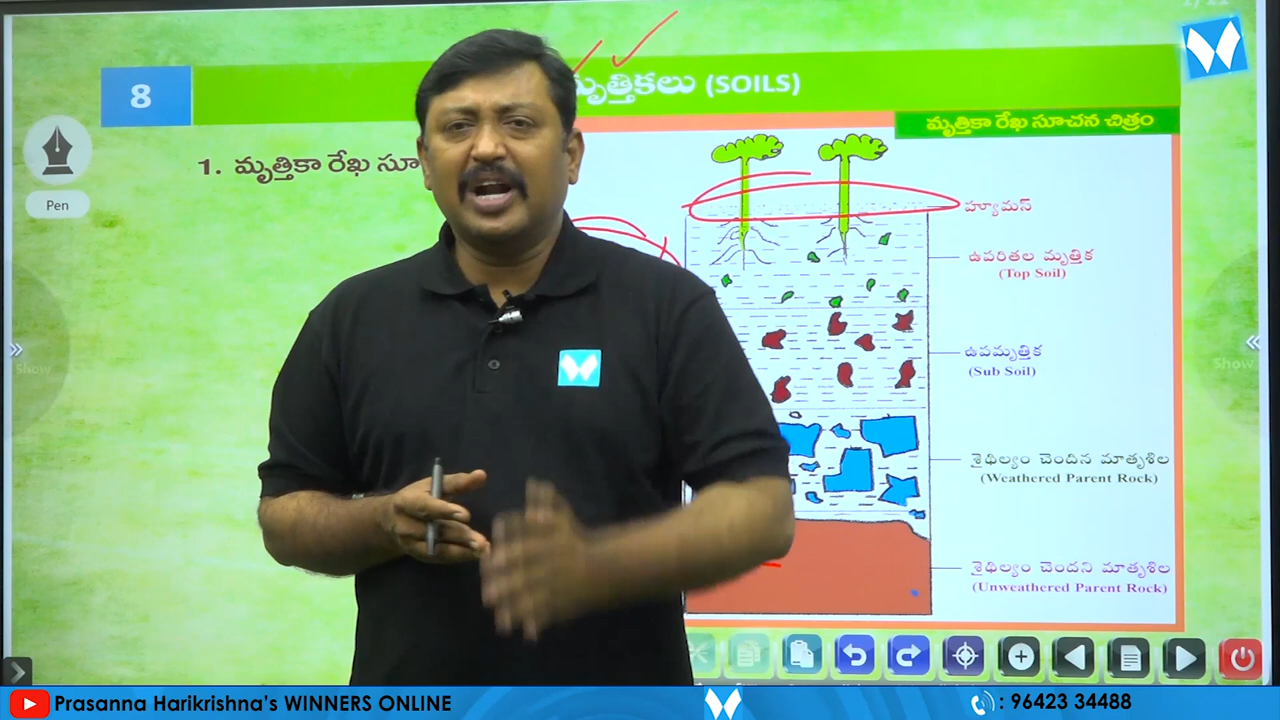 8
మృత్తికలు (SOILS)
మృత్తికా రేఖ సూచన చిత్రం
1. మృత్తికా రేఖ సూ
Pen
హ్యూమస్
ఉపరితల మృత్తిక
(Top Soil)
ఉపమృత్తిక
(Sub Soil)
శైథిల్యం చెందిన మాతృశిల
(Weathered Parent Rock)
శైథిల్యం చెందని మాతృశిల
(Unweathered Parent Rock)
Show
Show
Prasanna Harikrishna's WINNERS ONLINE
: 96423 34488